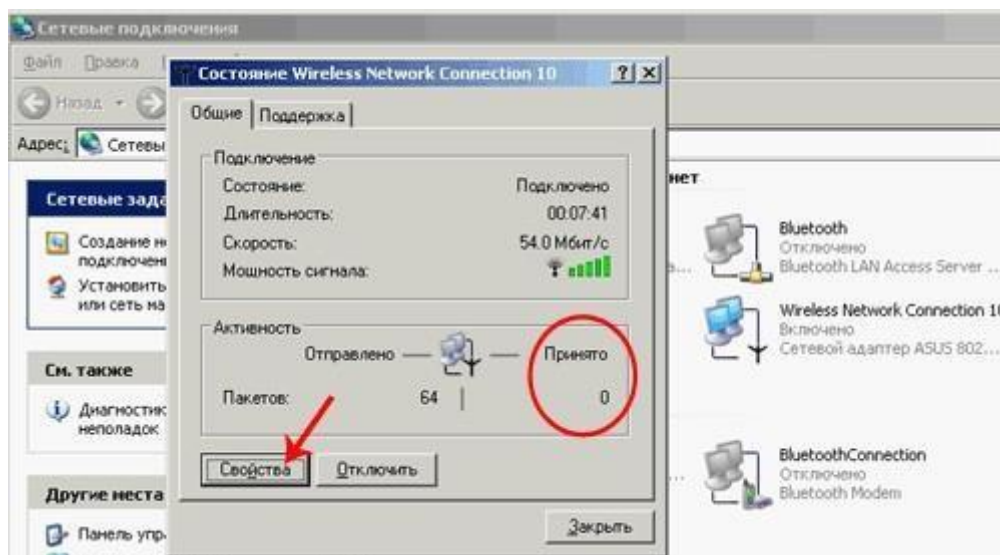 Сетевые подключения
Файл Правка
Состояние Wireless Network Connection 10
Назад
Общие Поддержка
Адрес: Сетевы
Подключение
Состояние: Подключено
Длительность: 00:07:41
Скорость: 54.0 Мбит/с
Мощность сигнала:
Активность
Отправлено — — Принято
Пакетов: 64 | 0
Свойства Отключить
Закрыть
Сетевые зада
Создание н
подключен
Установить
или сеть ма
См. также
Диагностик
неполадок
Другие места
Панель упр
нет
Bluetooth
Отключено
Bluetooth LAN Access Server ...
Wireless Network Connection 10
Включено
Сетевой адаптер ASUS 802...
BluetoothConnection
Отключено
Bluetooth Modem